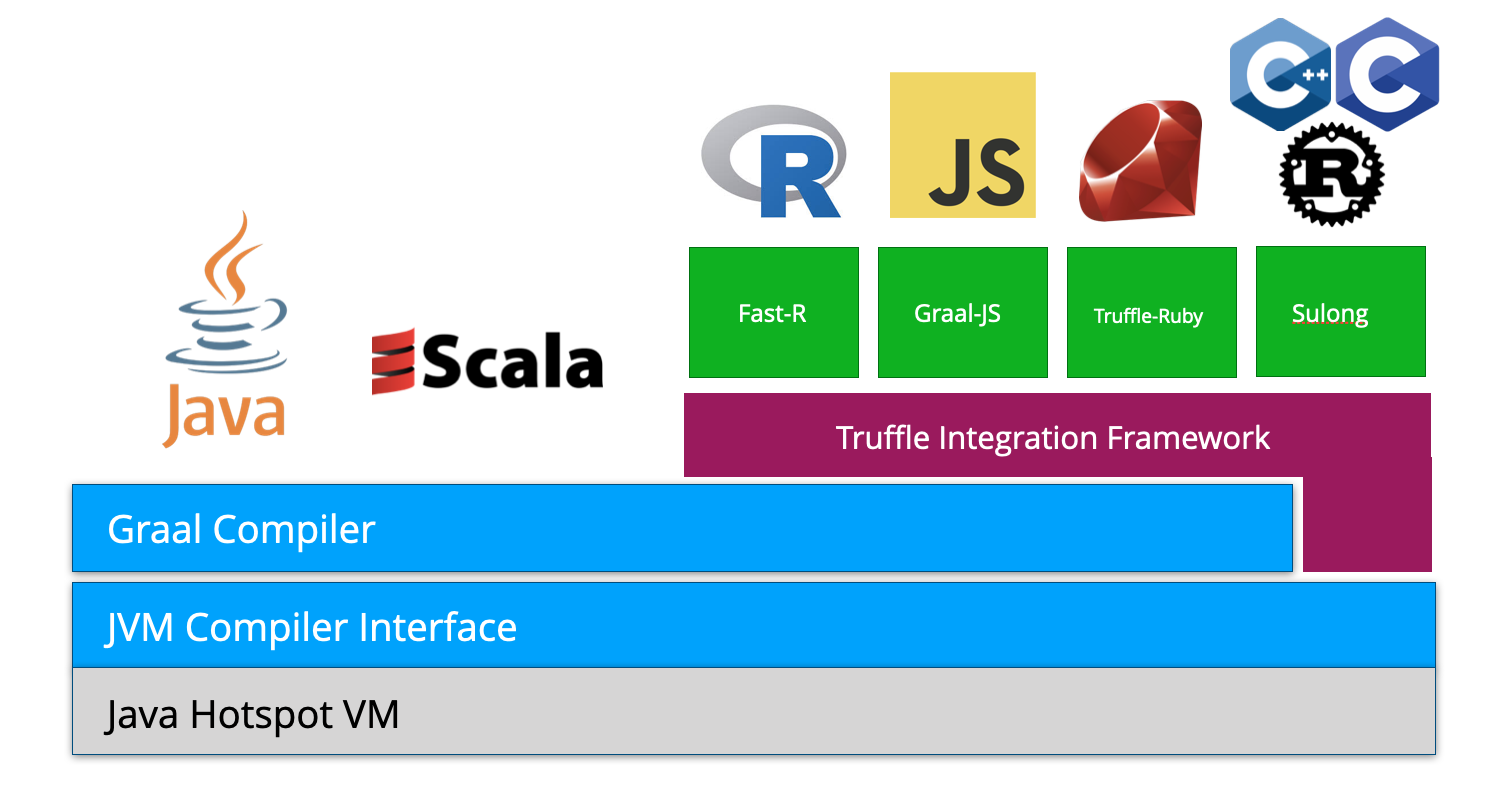 C++ C
R JS R
Java Scala
Fast-R Graal-JS Truffle-Ruby Sulong
Truffle Integration Framework
Graal Compiler
JVM Compiler Interface
Java Hotspot VM